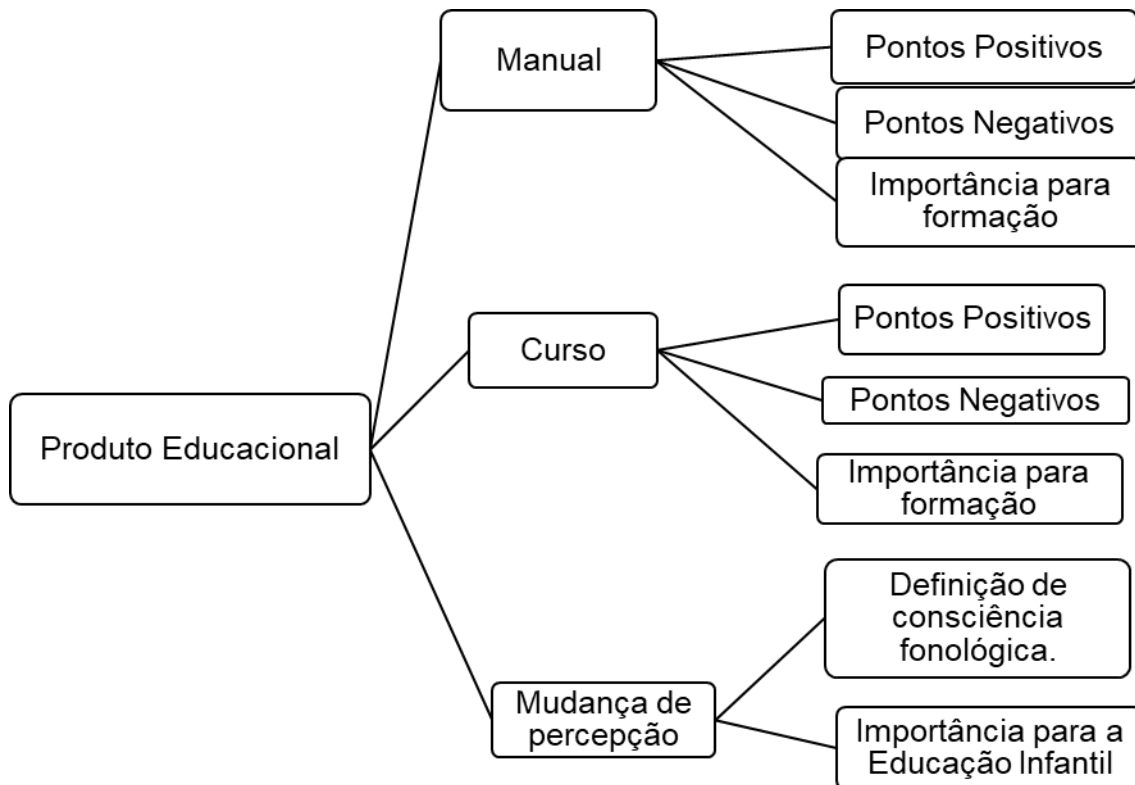 Manual
Pontos Positivos
Pontos Negativos
Importância para
formação
Curso
Pontos Positivos
Pontos Negativos
Importância para
formação
Produto Educacional
Mudança de
percepção
Definição de
consciência
fonológica.
Importância para a
Educação Infantil